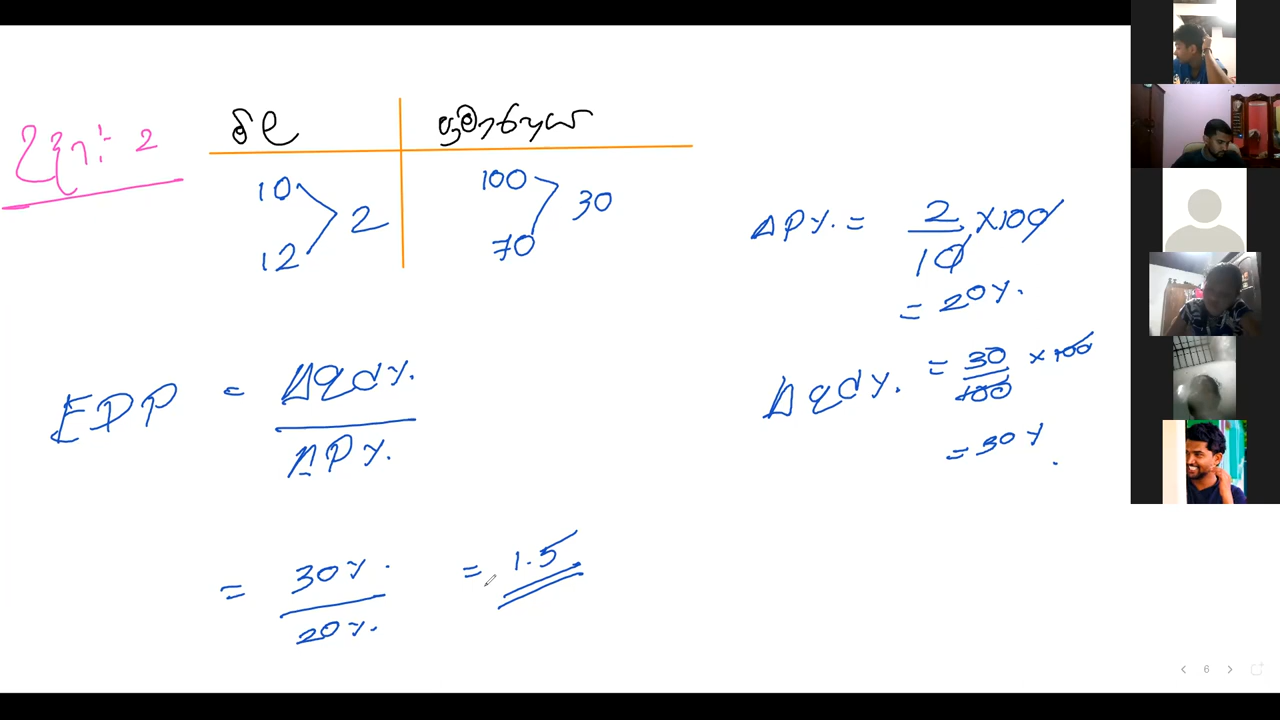 උදා:- 2
මිල ප්‍රමාණය
10 100
2 30
12 70
ΔP%. = 2/10 ×100
= 20%.
EDP = Δqd%. / ΔP%.
Δqd%. = 30/100 ×100
= 30%.
= 30%. / 20%. = 1.5
6